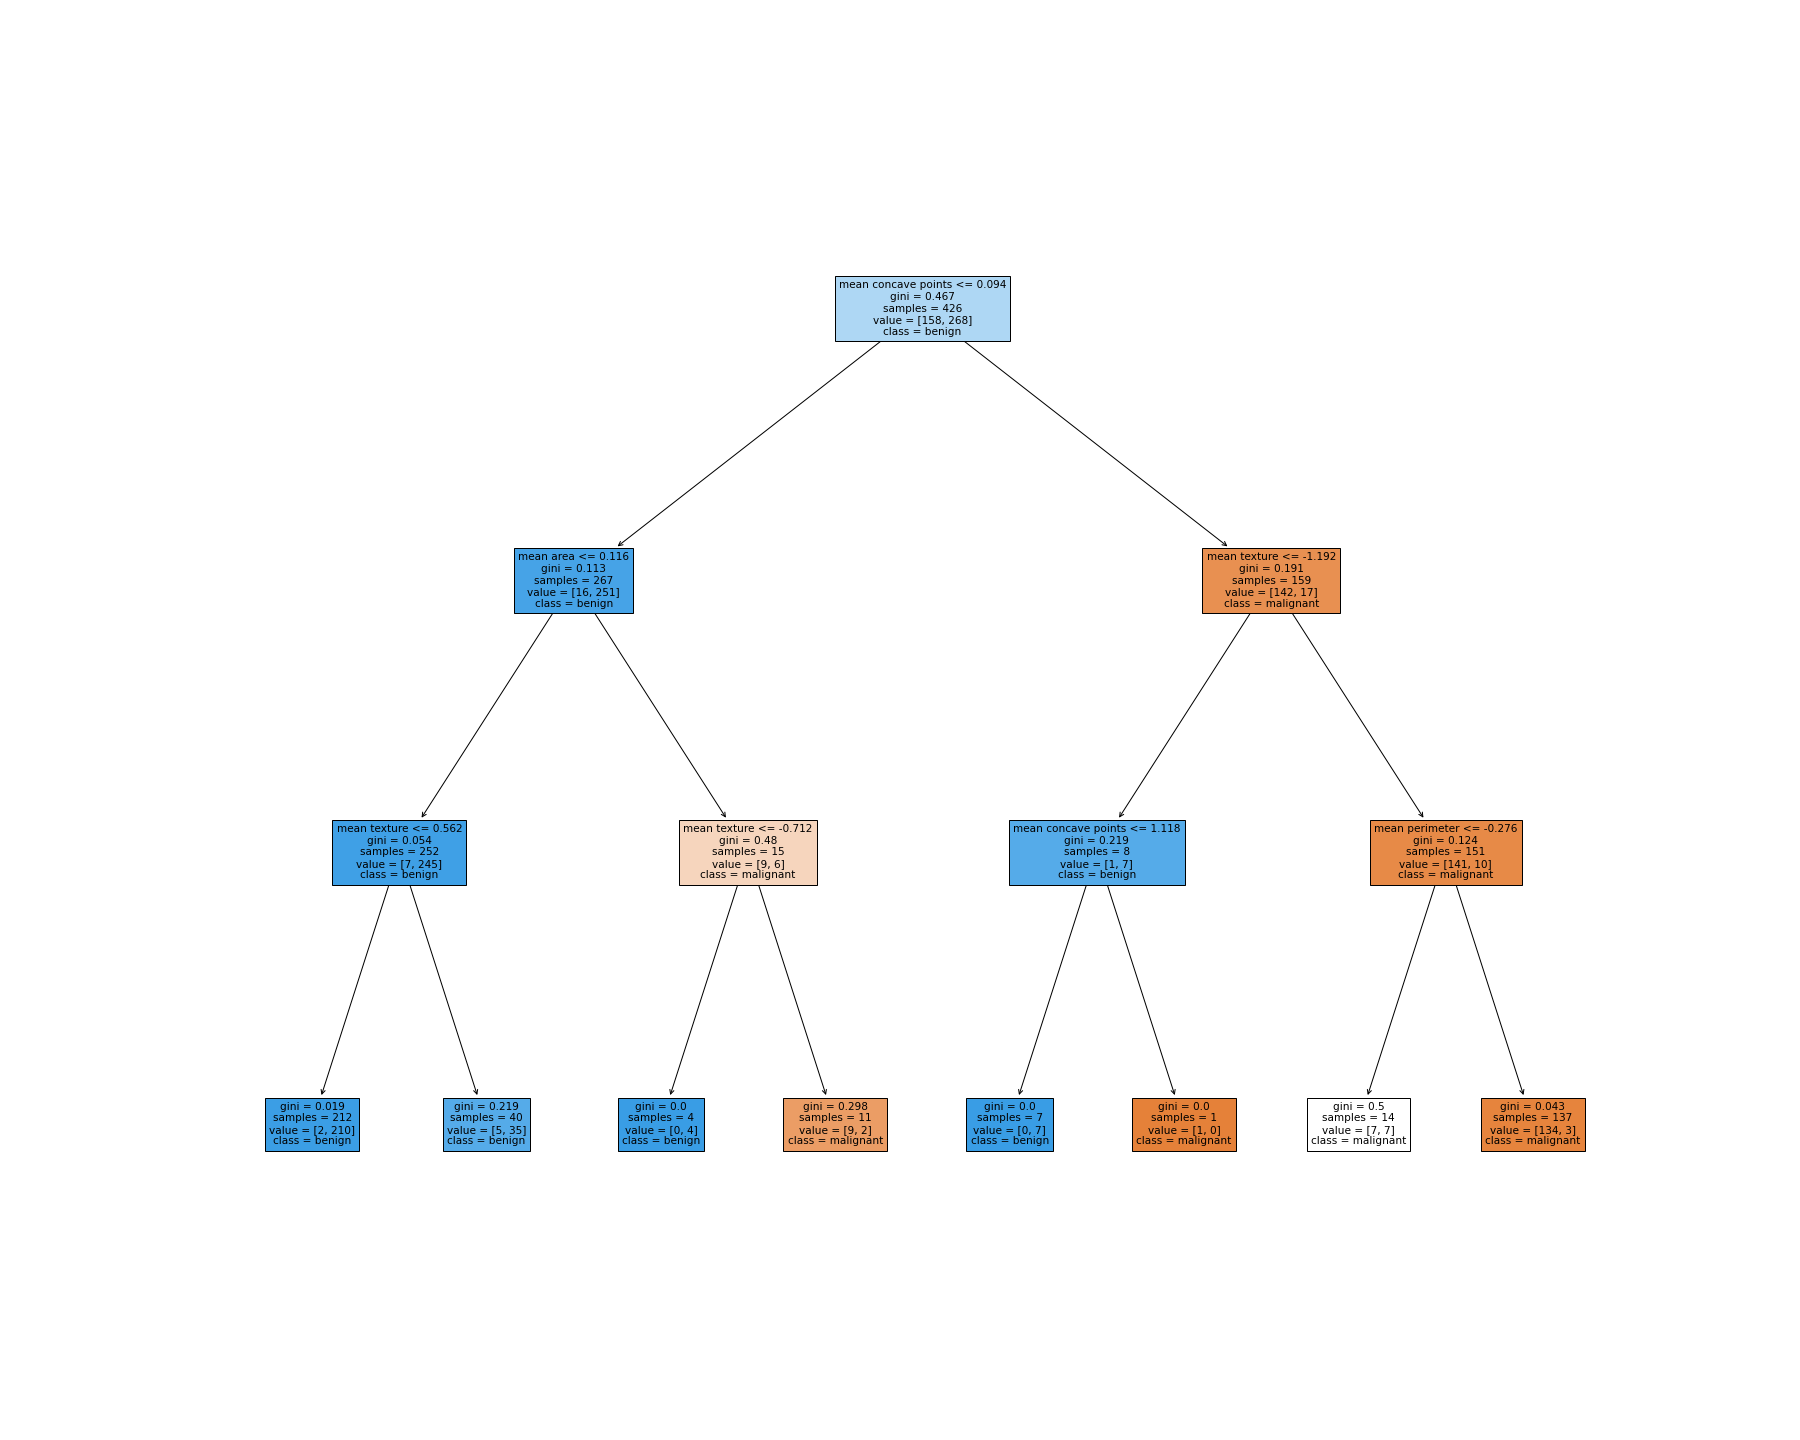 mean concave points <= 0.094
gini = 0.467
samples = 426
value = [158, 268]
class = benign
mean area <= 0.116
gini = 0.113
samples = 267
value = [16, 251]
class = benign
mean texture <= -1.192
gini = 0.191
samples = 159
value = [142, 17]
class = malignant
mean texture <= 0.562
gini = 0.054
samples = 252
value = [7, 245]
class = benign
mean texture <= -0.712
gini = 0.48
samples = 15
value = [9, 6]
class = malignant
mean concave points <= 1.118
gini = 0.219
samples = 8
value = [1, 7]
class = benign
mean perimeter <= -0.276
gini = 0.124
samples = 151
value = [141, 10]
class = malignant
gini = 0.019
samples = 212
value = [2, 210]
class = benign
gini = 0.219
samples = 40
value = [5, 35]
class = benign
gini = 0.0
samples = 4
value = [0, 4]
class = benign
gini = 0.298
samples = 11
value = [9, 2]
class = malignant
gini = 0.0
samples = 7
value = [0, 7]
class = benign
gini = 0.0
samples = 1
value = [1, 0]
class = malignant
gini = 0.5
samples = 14
value = [7, 7]
class = malignant
gini = 0.043
samples = 137
value = [134, 3]
class = malignant